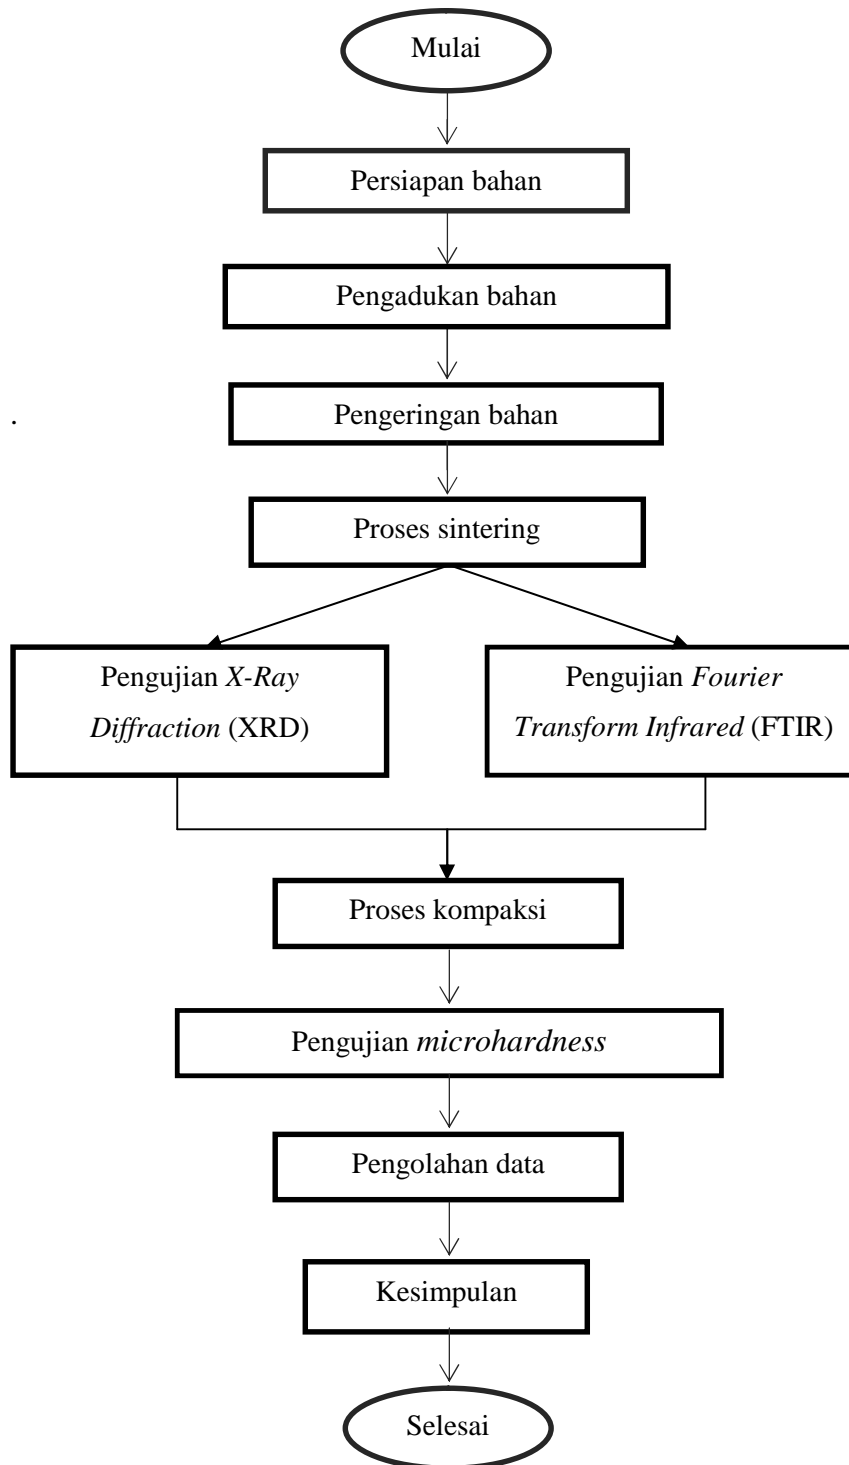 Mulai
Persiapan bahan
Pengadukan bahan
Pengeringan bahan
.
Proses sintering
Pengujian X-Ray
Diffraction (XRD)
Pengujian Fourier
Transform Infrared (FTIR)
Proses kompaksi
Pengujian microhardness
Pengolahan data
Kesimpulan
Selesai